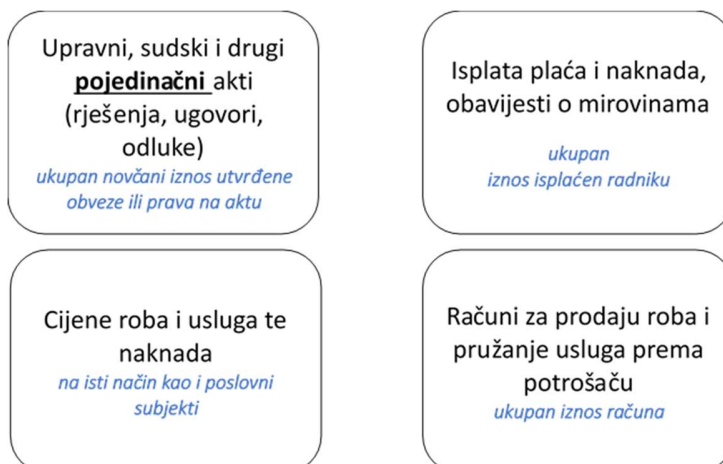 Upravni, sudski i drugi
pojedinačni akti
(rješenja, ugovori,
odluke)
ukupan novčani iznos utvrđene
obveze ili prava na aktu
Isplata plaća i naknada,
obavijesti o mirovinama
ukupan
iznos isplaćen radniku
Cijene roba i usluga te
naknada
na isti način kao i poslovni
subjekti
Računi za prodaju roba i
pružanje usluga prema
potrošaču
ukupan iznos računa